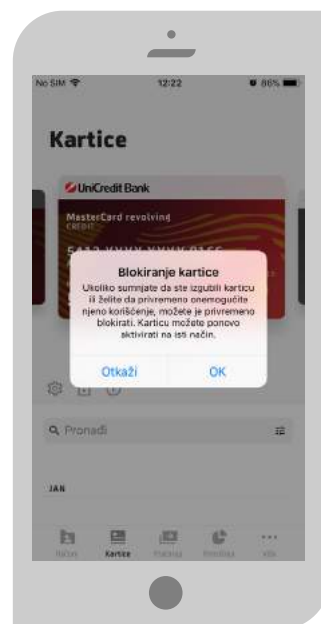 No SIM 12:22 86%
Kartice
UniCredit Bank
MasterCard revolving
CREDIT
Blokiranje kartice
Ukoliko sumnjate da ste izgubili karticu
ili želite da privremeno onemogućite
njeno korišćenje, možete je privremeno
blokirati. Karticu možete ponovo
aktivirati na isti način.
Otkaži OK
Pronađi
JAN
Kartice